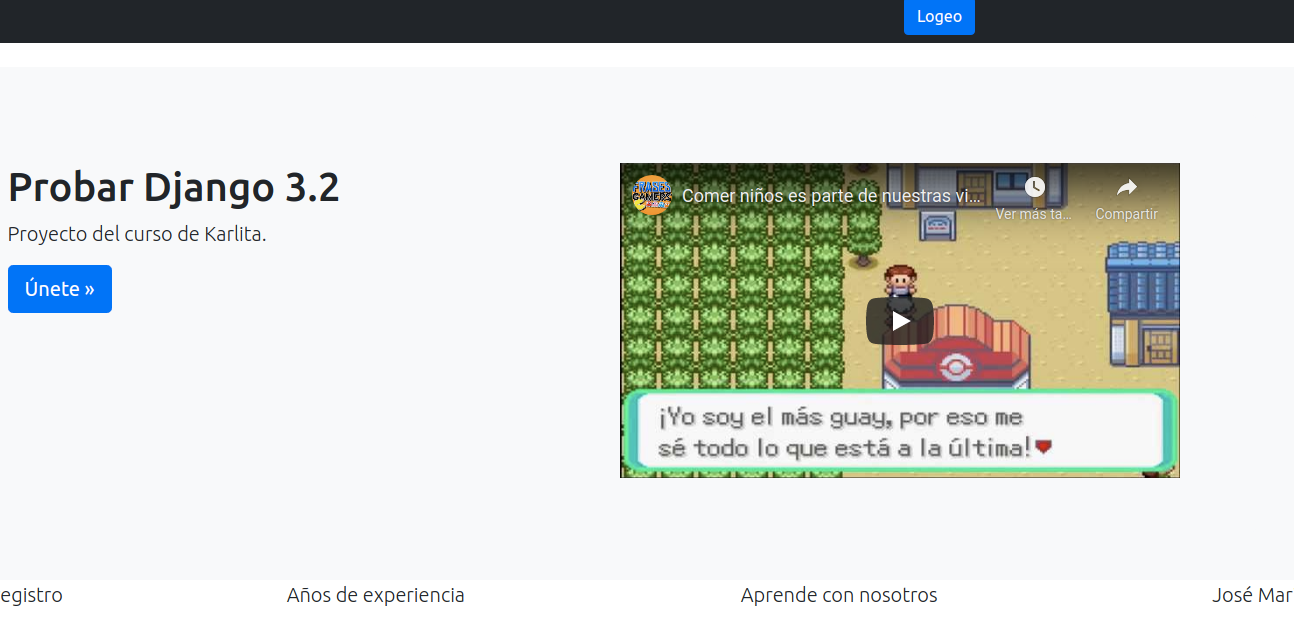 Logeo
Probar Django 3.2
Proyecto del curso de Karlita.
Únete »
FRASES
GAMERS
Comer niños es parte de nuestras vi...
Ver más ta...
Compartir
¡Yo soy el más guay, por eso me
sé todo lo que está a la última!♥
egistro
Años de experiencia
Aprende con nosotros
José Mar